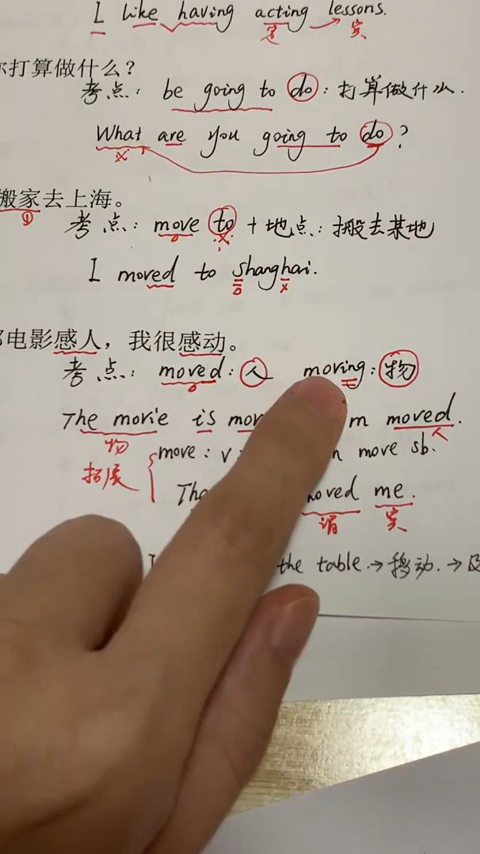 I like having acting lessons.
宾 宾
你打算做什么？
考点：be going to do：打算做什么.
What are you going to do?
搬家去上海。
① 考点：move to + 地点：搬去某地
I moved to shanghai.
电影感人，我很感动。
考点：moved：人 moving：物
The movie is moved.
物 人
拓展 move：v： move sb.
The moved me.
谓 宾
the table.→移动.→